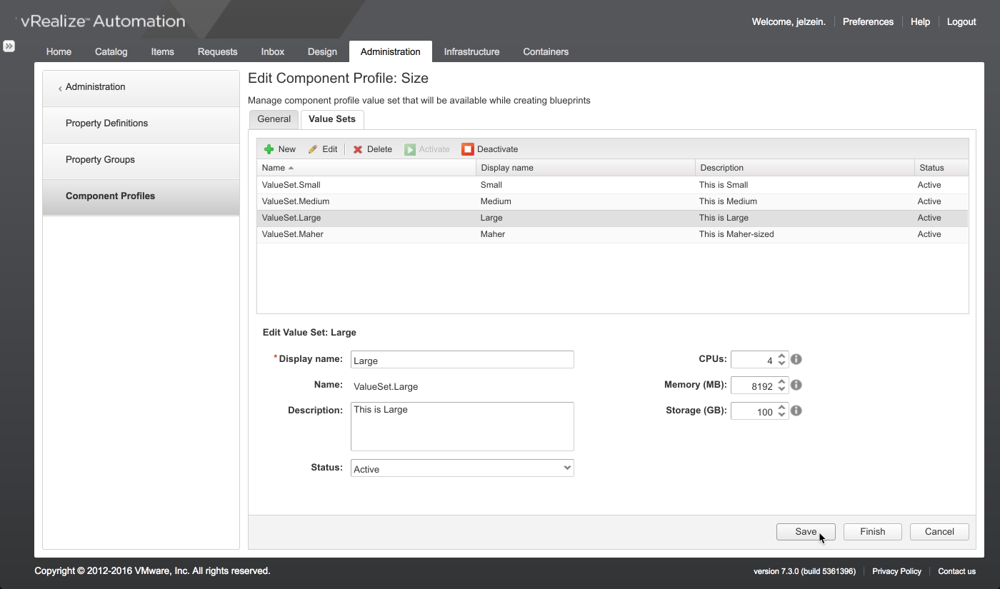 vRealize™ Automation
Welcome, jelzein. Preferences Help Logout
Home Catalog Items Requests Inbox Design Administration Infrastructure Containers
Administration
Property Definitions
Property Groups
Component Profiles
Edit Component Profile: Size
Manage component profile value set that will be available while creating blueprints
General Value Sets
New Edit Delete Activate Deactivate
Name Display name Description Status
ValueSet.Small Small This is Small Active
ValueSet.Medium Medium This is Medium Active
ValueSet.Large Large This is Large Active
ValueSet.Maher Maher This is Maher-sized Active
Edit Value Set: Large
* Display name: Large CPUs: 4
Name: ValueSet.Large Memory (MB): 8192
Description: This is Large Storage (GB): 100
Status: Active
Save Finish Cancel
Copyright © 2012-2016 VMware, Inc. All rights reserved. version 7.3.0 (build 5361396) Privacy Policy Contact us